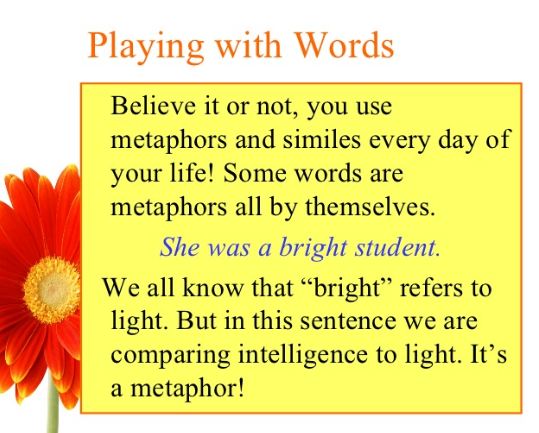 Playing with Words
Believe it or not, you use
metaphors and similes every day of
your life! Some words are
metaphors all by themselves.
She was a bright student.
We all know that “bright” refers to
light. But in this sentence we are
comparing intelligence to light. It’s
a metaphor!